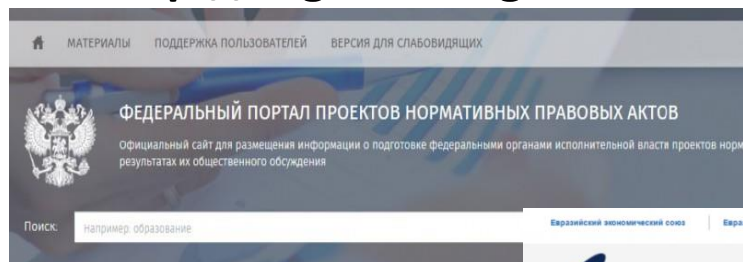 МАТЕРИАЛЫ ПОДДЕРЖКА ПОЛЬЗОВАТЕЛЕЙ ВЕРСИЯ ДЛЯ СЛАБОВИДЯЩИХ
ФЕДЕРАЛЬНЫЙ ПОРТАЛ ПРОЕКТОВ НОРМАТИВНЫХ ПРАВОВЫХ АКТОВ
Официальный сайт для размещения информации о подготовке федеральными органами исполнительной власти проектов норм
результатах их общественного обсуждения
Поиск: Например: образование
Евразийский экономический союз Евра